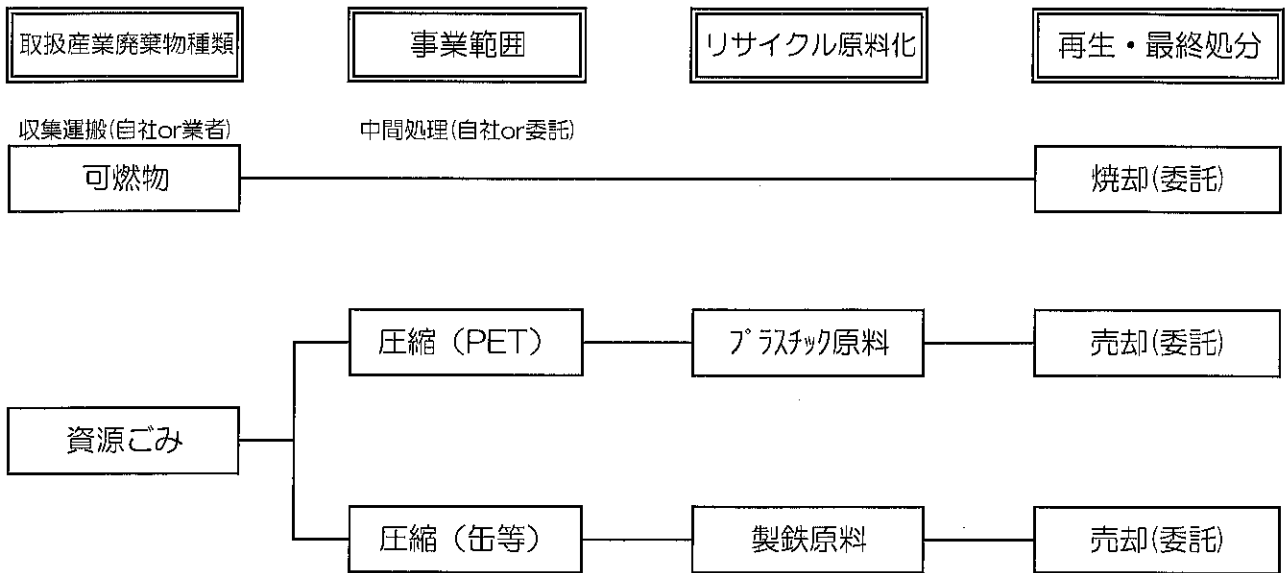 取扱産業廃棄物種類 事業範囲 リサイクル原料化 再生・最終処分
収集運搬(自社or業者) 中間処理(自社or委託)
可燃物 焼却(委託)
圧縮(PET) プラスチック原料 売却(委託)
資源ごみ
圧縮(缶等) 製鉄原料 売却(委託)